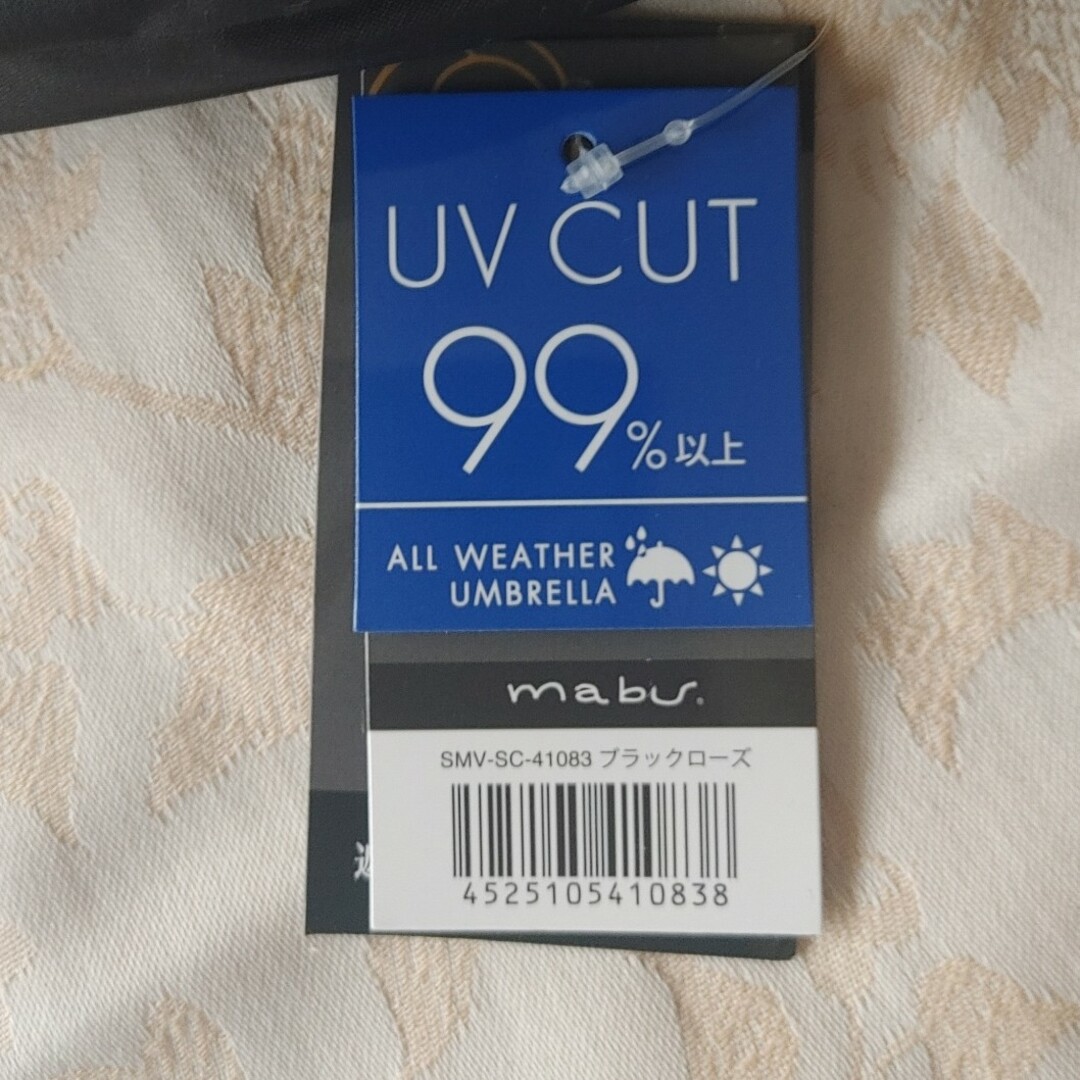 UV CUT
99%以上
ALL WEATHER
UMBRELLA
mabu.
SMV-SC-41083 ブラックローズ
4525105410838